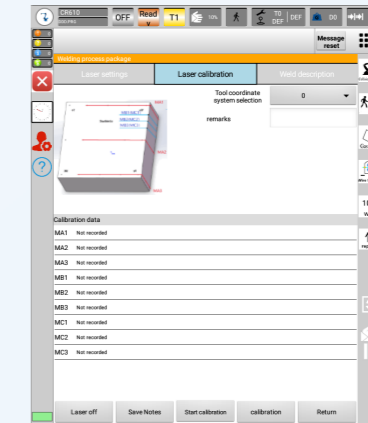 CR610
OFF
Read
T1
10%
T0
DEF
DEF
D0
Message
reset
Welding process package
Laser settings
Laser calibration
Weld description
Tool coordinate
system selection
0
remarks
Calibration data
MA1 Not recorded
MA2 Not recorded
MA3 Not recorded
MB1 Not recorded
MB2 Not recorded
MB3 Not recorded
MC1 Not recorded
MC2 Not recorded
MC3 Not recorded
Laser off
Save Notes
Start calibration
calibration
Return